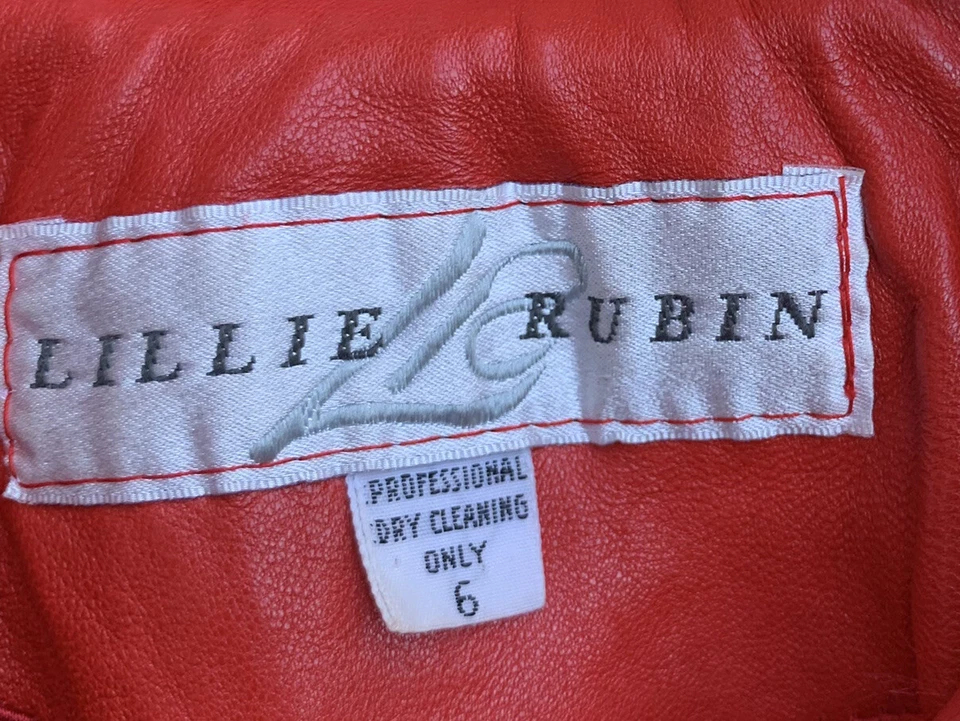 LILLIE RUBIN
PROFESSIONAL
DRY CLEANING
ONLY
6